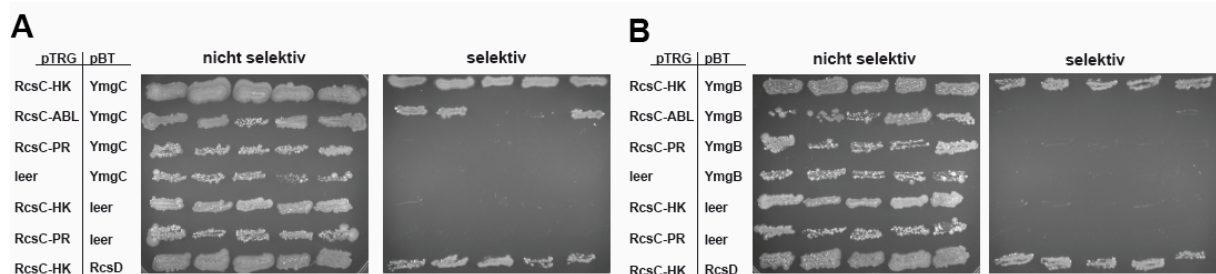 A
pTRG pBT
nicht selektiv
selektiv
RcsC-HK YmgC
RcsC-ABL YmgC
RcsC-PR YmgC
leer YmgC
RcsC-HK leer
RcsC-PR leer
RcsC-HK RcsD
B
pTRG pBT
nicht selektiv
selektiv
RcsC-HK YmgB
RcsC-ABL YmgB
RcsC-PR YmgB
leer YmgB
RcsC-HK leer
RcsC-PR leer
RcsC-HK RcsD